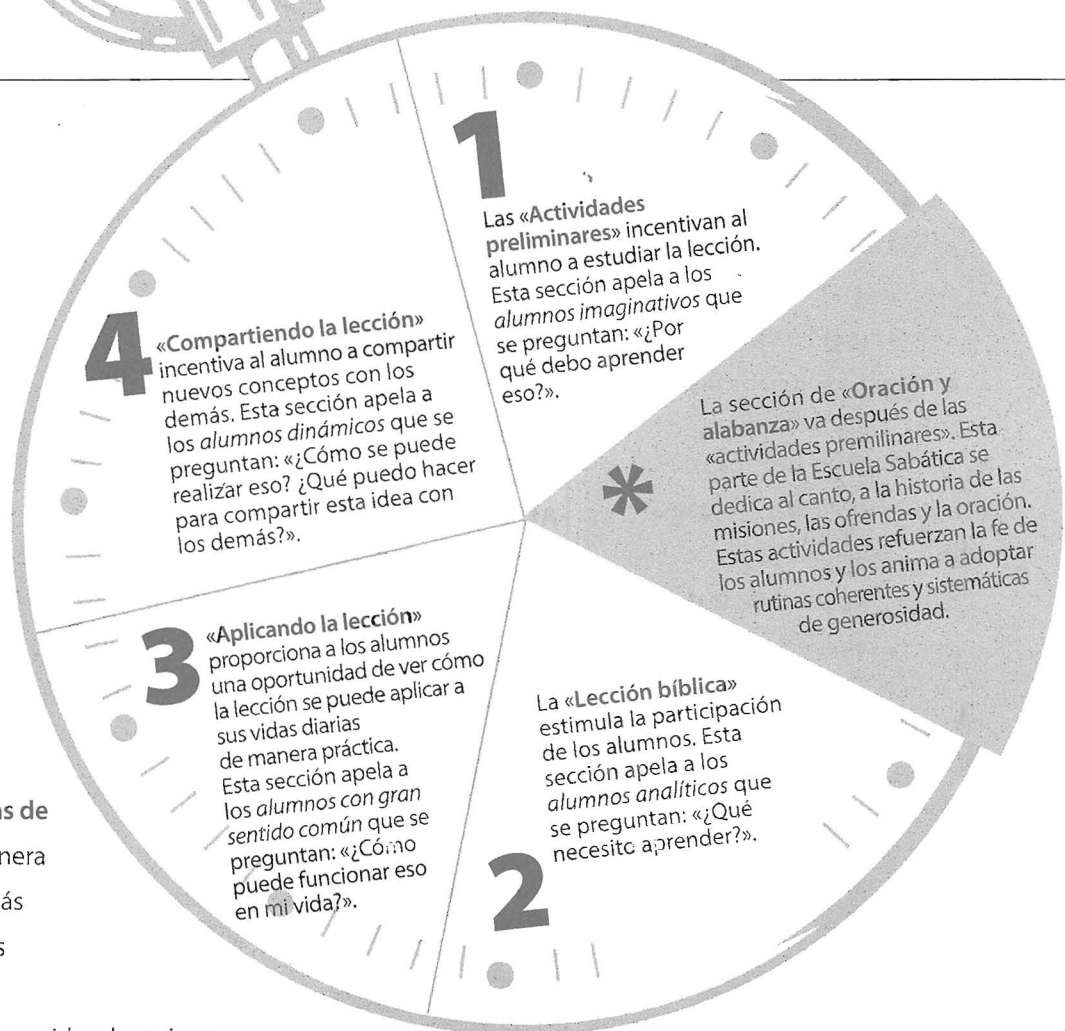 1
Las «Actividades
preliminares» incentivan al
alumno a estudiar la lección.
Esta sección apela a los
alumnos imaginativos que
se preguntan: «¿Por
qué debo aprender
eso?».
La sección de «Oración y
alabanza» va después de las
«actividades premilinares». Esta
parte de la Escuela Sabática se
dedica al canto, a la historia de las
misiones, las ofrendas y la oración.
Estas actividades refuerzan la fe de
los alumnos y los anima a adoptar
rutinas coherentes y sistemáticas
de generosidad.
*
2
La «Lección bíblica»
estimula la participación
de los alumnos. Esta
sección apela a los
alumnos analíticos que
se preguntan: «¿Qué
necesito aprender?».
3
«Aplicando la lección»
proporciona a los alumnos
una oportunidad de ver cómo
la lección se puede aplicar a
sus vidas diarias
de manera práctica.
Esta sección apela a
los alumnos con gran
sentido común que se
preguntan: «¿Cómo
puede funcionar eso
en mi vida?».
4
«Compartiendo la lección»
incentiva al alumno a compartir
nuevos conceptos con los
demás. Esta sección apela a
los alumnos dinámicos que se
preguntan: «¿Cómo se puede
realizar eso? ¿Qué puedo hacer
para compartir esta idea con
los demás?».
de